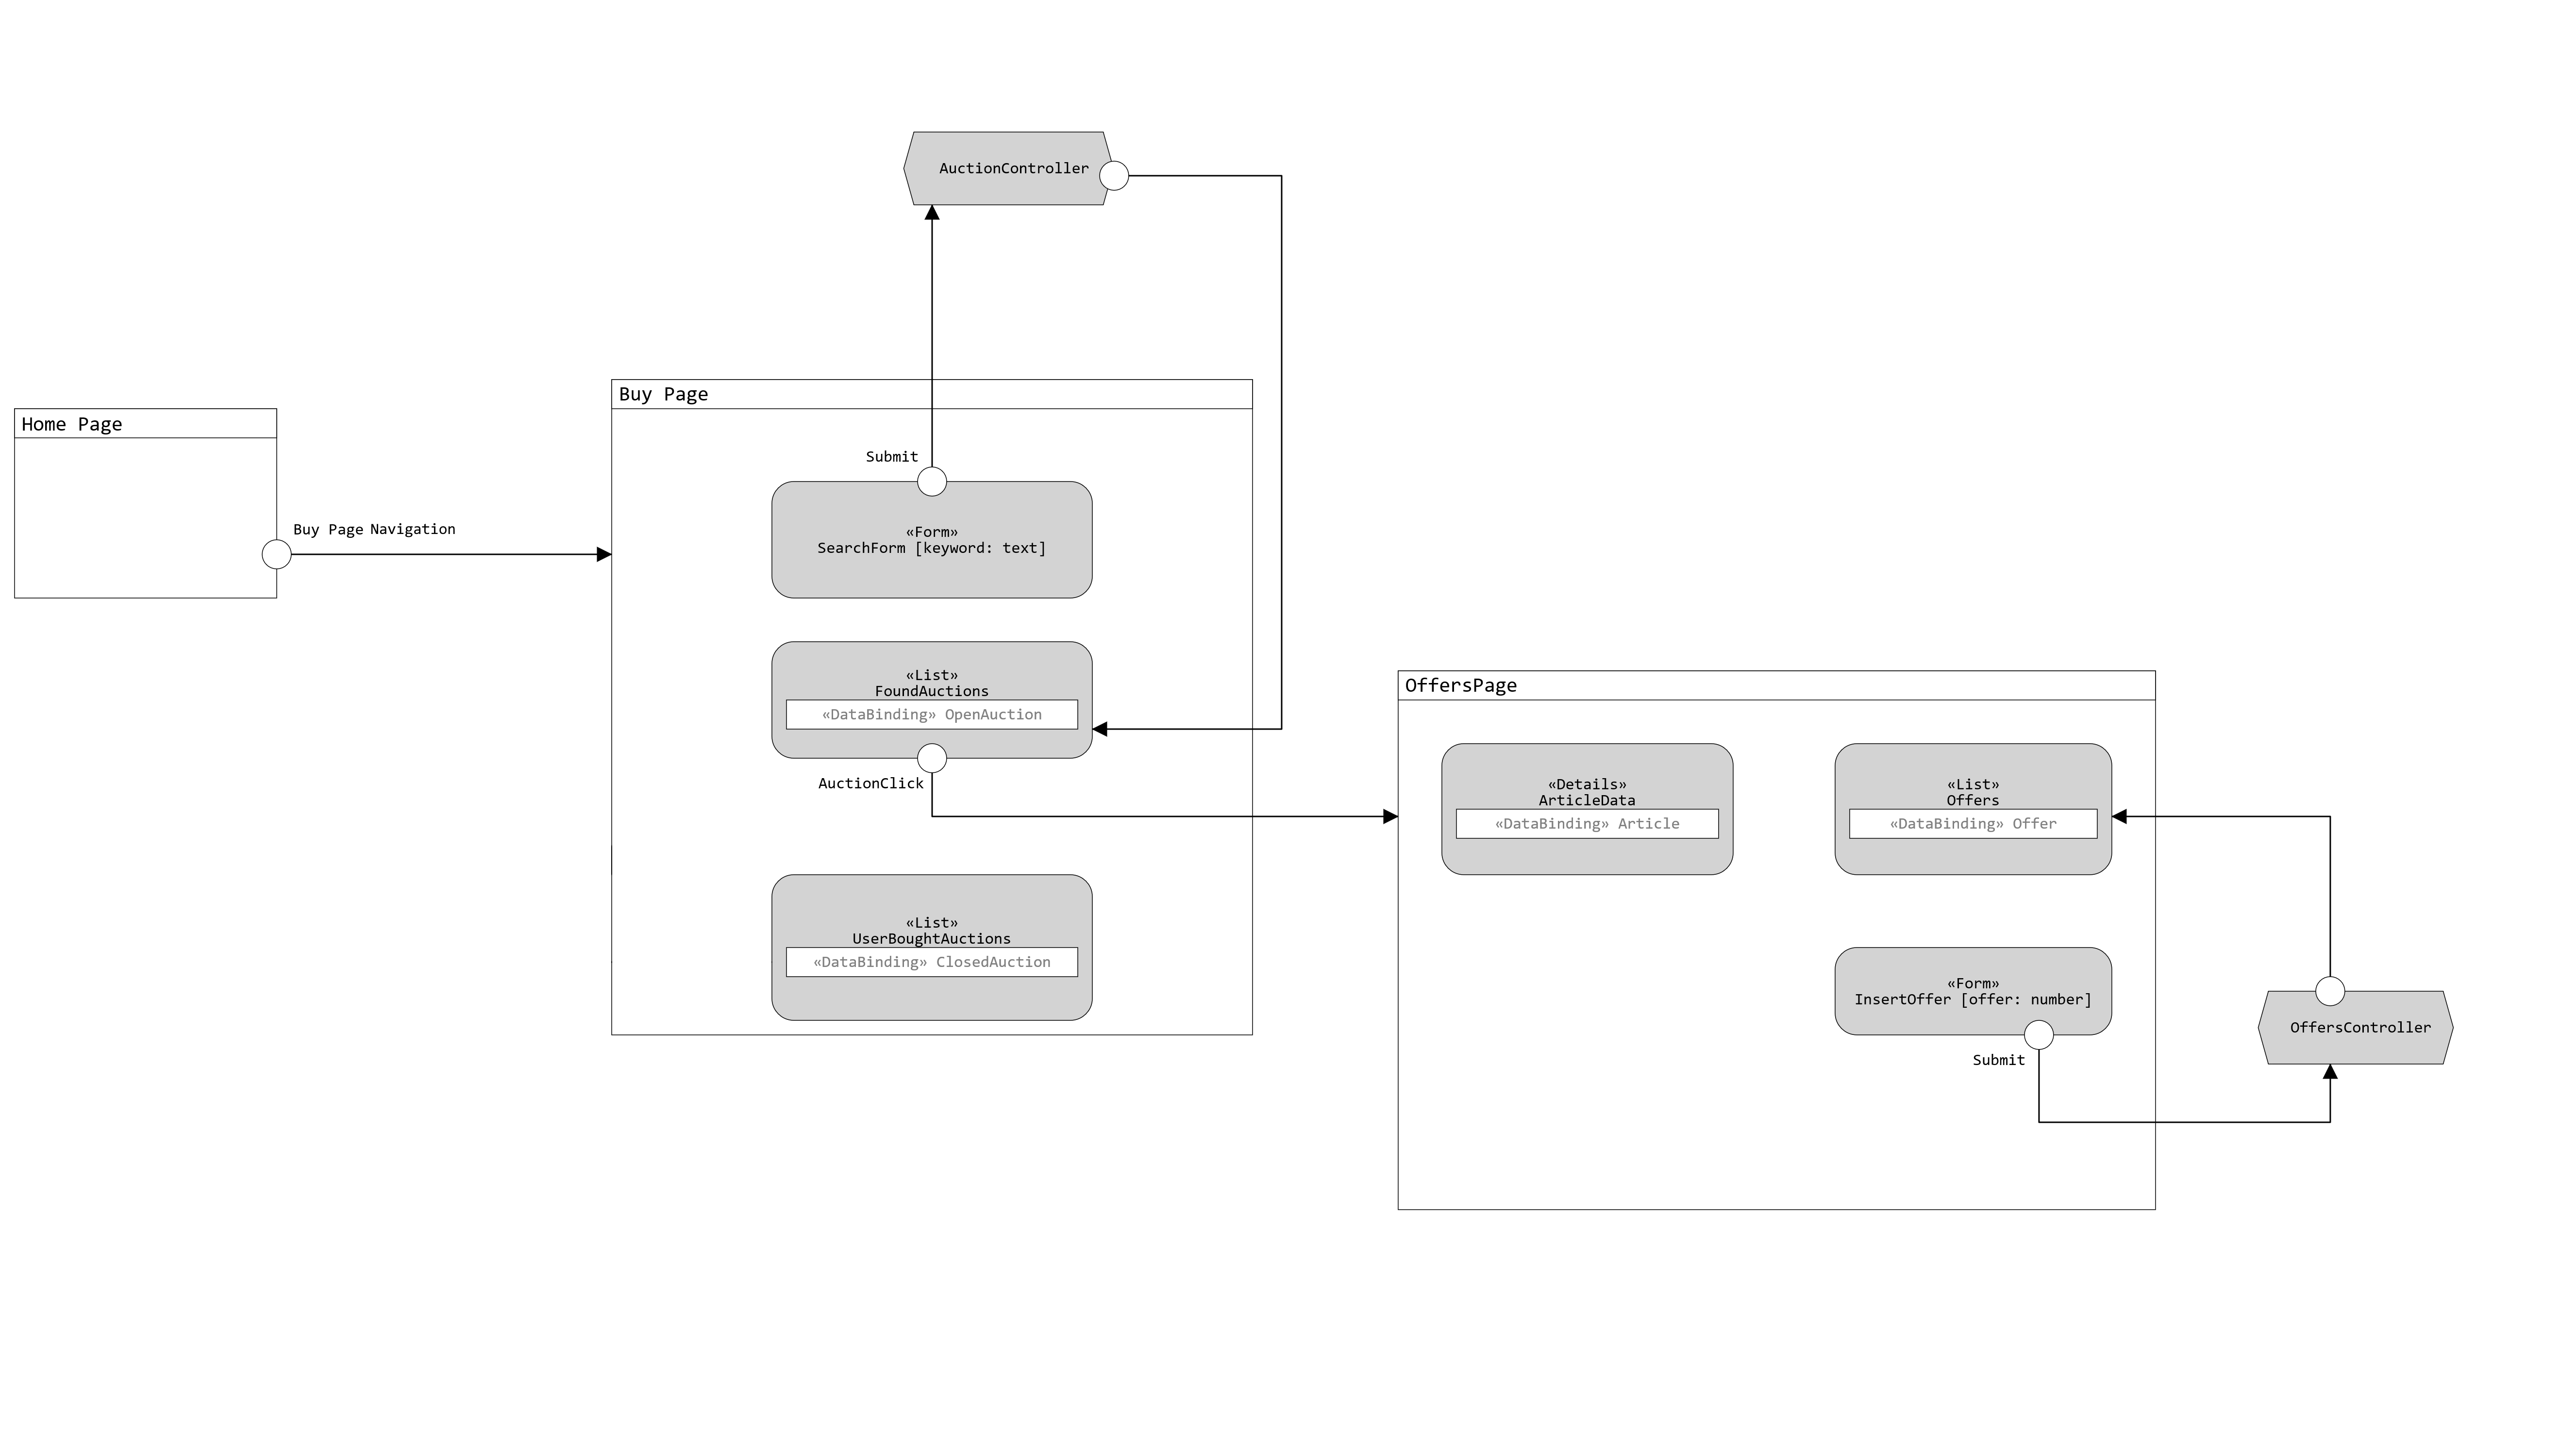 AuctionController
Buy Page
Home Page
Submit
Buy Page Navigation
«Form»
SearchForm [keyword: text]
«List»
FoundAuctions
«DataBinding» OpenAuction
AuctionClick
OffersPage
«Details»
ArticleData
«DataBinding» Article
«List»
Offers
«DataBinding» Offer
«List»
UserBoughtAuctions
«DataBinding» ClosedAuction
«Form»
InsertOffer [offer: number]
Submit
OffersController